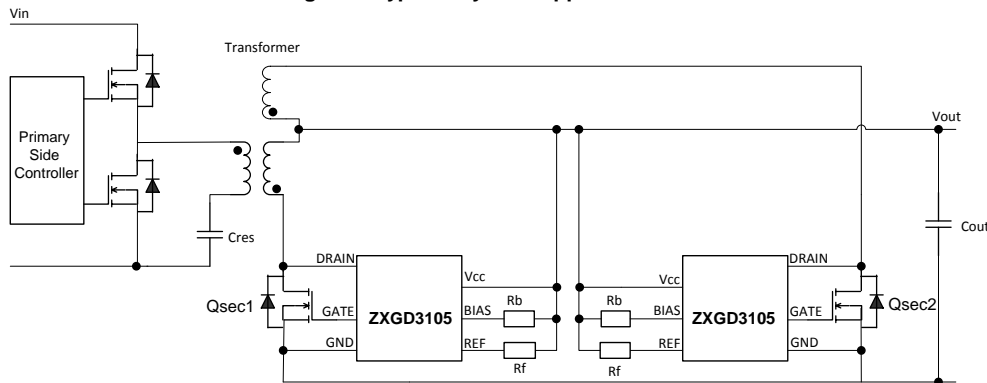 Vin
Transformer
Primary
Side
Controller
Vout
Cres
Cout
DRAIN
Vcc
Rb
BIAS
GATE
ZXGD3105
Qsec1
GND
REF
Rf
DRAIN
Vcc
Rb
BIAS
GATE
ZXGD3105
Qsec2
GND
REF
Rf